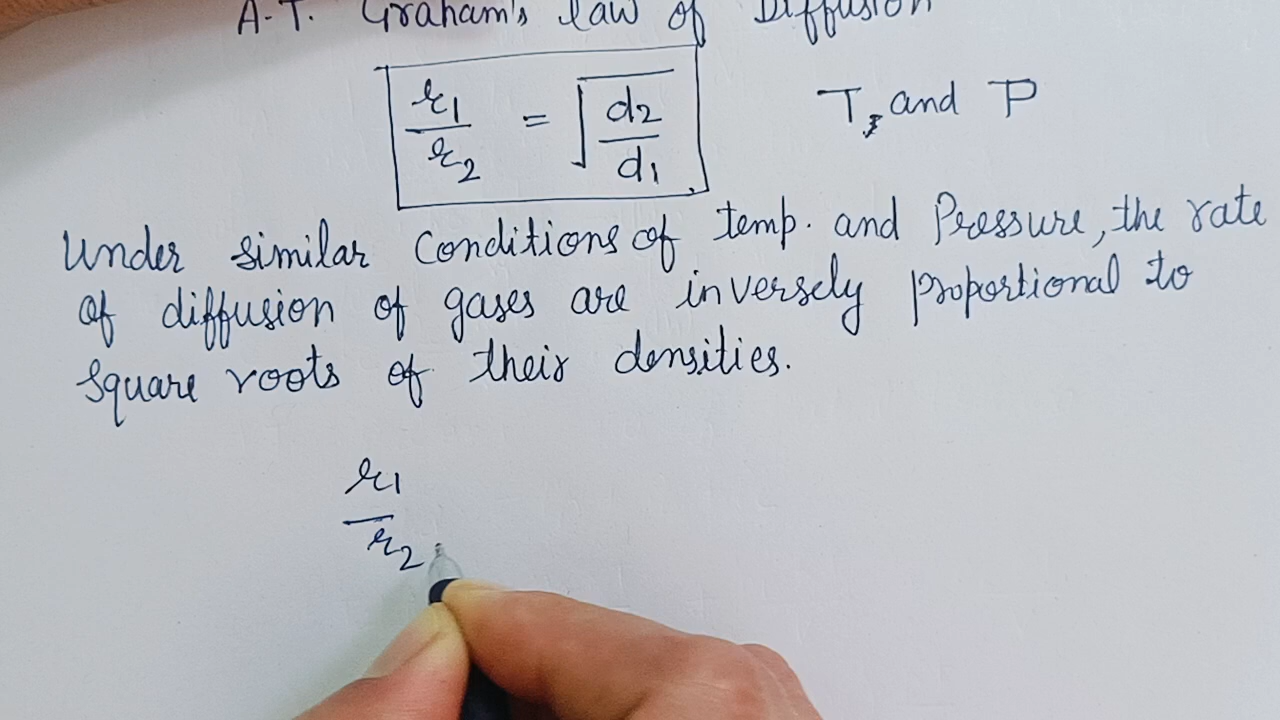 A.T. Graham's law of Diffusion
r1/r2 = √(d2/d1)
T, and P
Under similar Conditions of temp. and Pressure, the rate
of diffusion of gases are inversely proportional to
square roots of their densities.
r1/r2